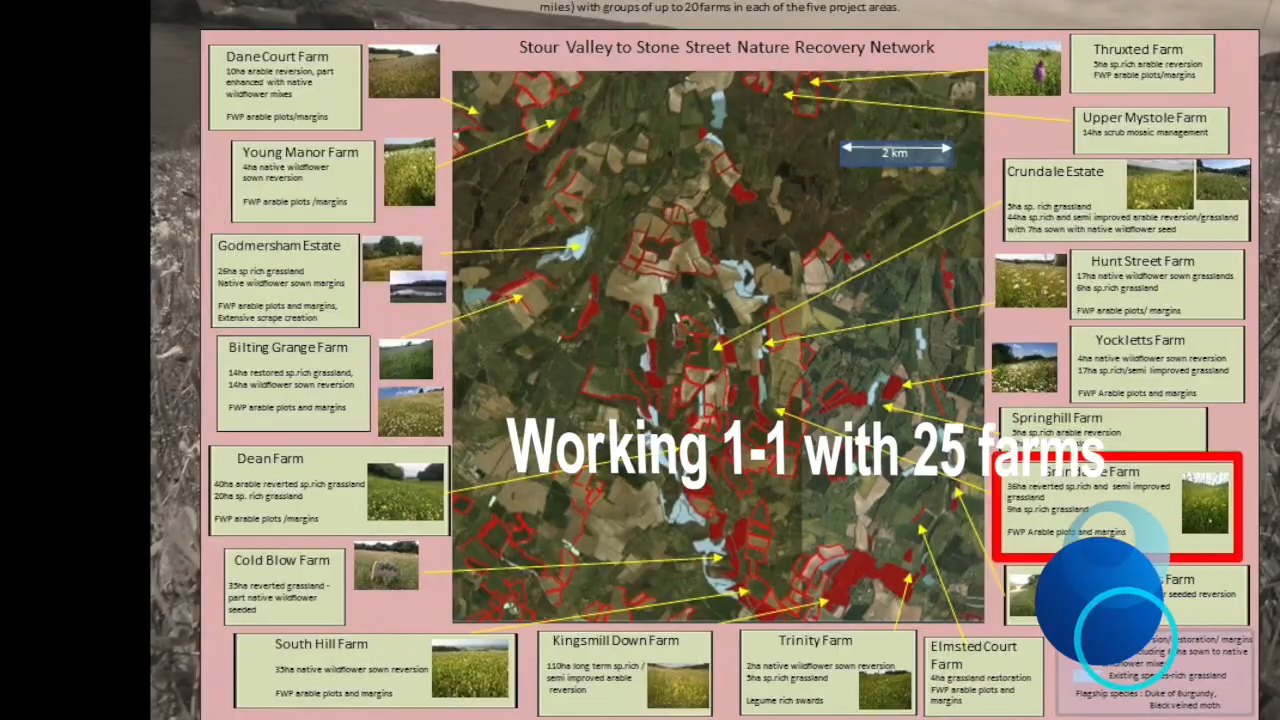 miles) with groups of up to 20 farms in each of the five project areas.
Stour Valley to Stone Street Nature Recovery Network
Dane Court Farm
10ha arable reversion, part
enhanced with native
wildflower mixes
FWP arable plots/margins
Young Manor Farm
4ha native wildflower
sown reversion
FWP arable plots /margins
Godmersham Estate
26ha sp rich grassland
Native wildflower sown margins
FWP arable plots and margins,
Extensive scrape creation
Bilting Grange Farm
14ha restored sp.rich grassland,
14ha wildflower sown reversion
FWP arable plots and margins
Dean Farm
40ha arable reverted sp.rich grassland
20ha sp. rich grassland
FWP arable plots /margins
Cold Blow Farm
35ha reverted grassland -
part native wildflower
seeded
South Hill Farm
35ha native wildflower sown reversion
FWP arable plots and margins
Kingsmill Down Farm
110ha long term sp.rich /
semi improved arable
reversion
Trinity Farm
2ha native wildflower sown reversion
5ha sp.rich grassland
Legume rich swards
Elmsted Court
Farm
4ha grassland restoration
FWP arable plots and
margins
2 km
Thruxted Farm
5ha sp.rich arable reversion
FWP arable plots/margins
Upper Mystole Farm
14ha scrub mosaic management
Crundale Estate
5ha sp. rich grassland
44ha sp.rich and semi improved arable reversion/grassland
with 7ha sown with native wildflower seed
Hunt Street Farm
17ha native wildflower sown grasslands
6ha sp.rich grassland
FWP arable plots/ margins
Yockletts Farm
4ha native wildflower sown reversion
17ha sp.rich/semi iimproved grassland
FWP Arable plots and margins
Springhill Farm
5ha sp.rich arable reversion
Working 1-1 with 25 farms
Farm
36ha reverted sp.rich and semi improved
grassland
9ha sp.rich grassland
FWP Arable plots and margins
Farm
seeded reversion
restoration/ margins
sown to native
mixes
Existing species-rich grassland
Flagship species : Duke of Burgundy,
Black veined moth